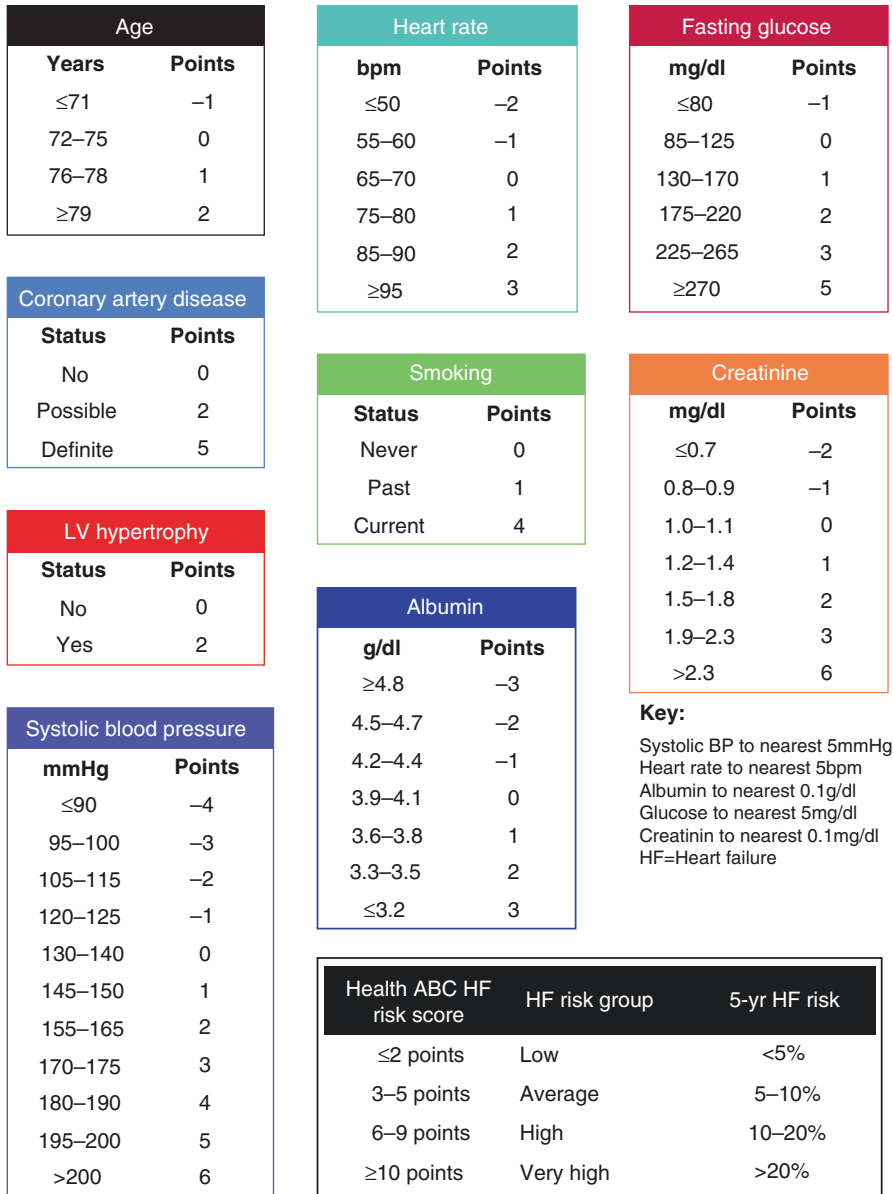 Age
Years Points
≤71 –1
72–75 0
76–78 1
≥79 2
Coronary artery disease
Status Points
No 0
Possible 2
Definite 5
LV hypertrophy
Status Points
No 0
Yes 2
Systolic blood pressure
mmHg Points
≤90 –4
95–100 –3
105–115 –2
120–125 –1
130–140 0
145–150 1
155–165 2
170–175 3
180–190 4
195–200 5
>200 6
Heart rate
bpm Points
≤50 –2
55–60 –1
65–70 0
75–80 1
85–90 2
≥95 3
Smoking
Status Points
Never 0
Past 1
Current 4
Albumin
g/dl Points
≥4.8 –3
4.5–4.7 –2
4.2–4.4 –1
3.9–4.1 0
3.6–3.8 1
3.3–3.5 2
≤3.2 3
Fasting glucose
mg/dl Points
≤80 –1
85–125 0
130–170 1
175–220 2
225–265 3
≥270 5
Creatinine
mg/dl Points
≤0.7 –2
0.8–0.9 –1
1.0–1.1 0
1.2–1.4 1
1.5–1.8 2
1.9–2.3 3
>2.3 6
Key:
Systolic BP to nearest 5mmHg
Heart rate to nearest 5bpm
Albumin to nearest 0.1g/dl
Glucose to nearest 5mg/dl
Creatinin to nearest 0.1mg/dl
HF=Heart failure
Health ABC HF
risk score HF risk group 5-yr HF risk
≤2 points Low <5%
3–5 points Average 5–10%
6–9 points High 10–20%
≥10 points Very high >20%